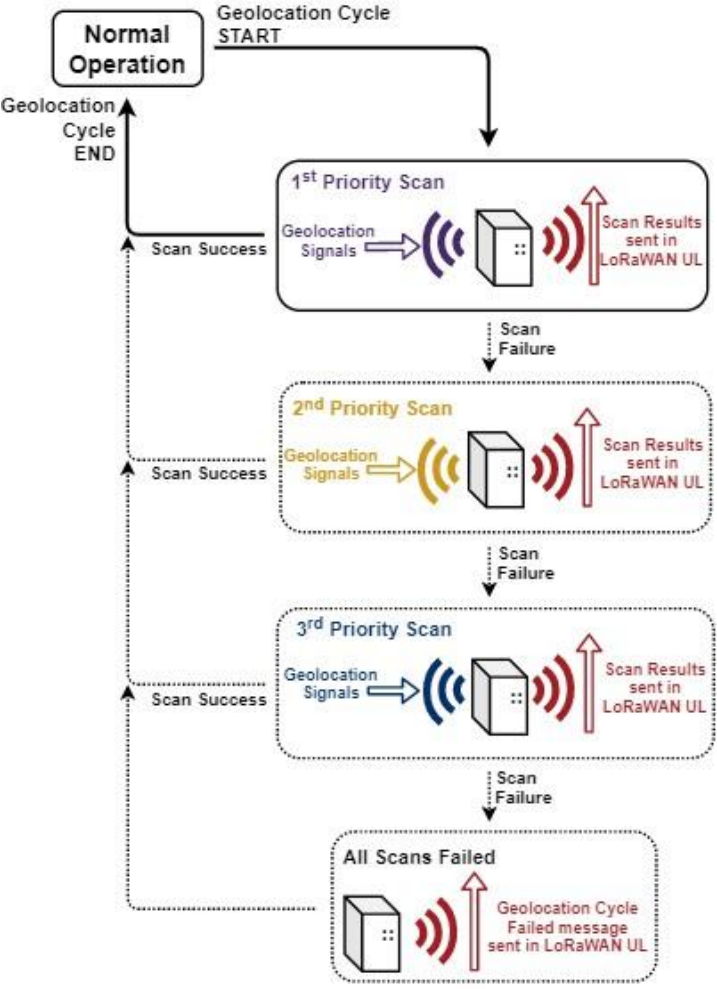 Normal
Operation
Geolocation Cycle
START
Geolocation
Cycle
END
1st Priority Scan
Geolocation
Signals
Scan Results
sent in
LoRaWAN UL
Scan Success
Scan
Failure
2nd Priority Scan
Geolocation
Signals
Scan Results
sent in
LoRaWAN UL
Scan Success
Scan
Failure
3rd Priority Scan
Geolocation
Signals
Scan Results
sent in
LoRaWAN UL
Scan Success
Scan
Failure
All Scans Failed
Geolocation Cycle
Failed message
sent in LoRaWAN UL